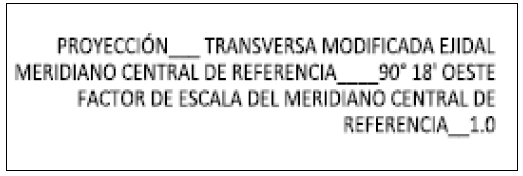 PROYECCIÓN___ TRANSVERSA MODIFICADA EJIDAL
MERIDIANO CENTRAL DE REFERENCIA____90° 18' OESTE
FACTOR DE ESCALA DEL MERIDIANO CENTRAL DE
REFERENCIA__1.0